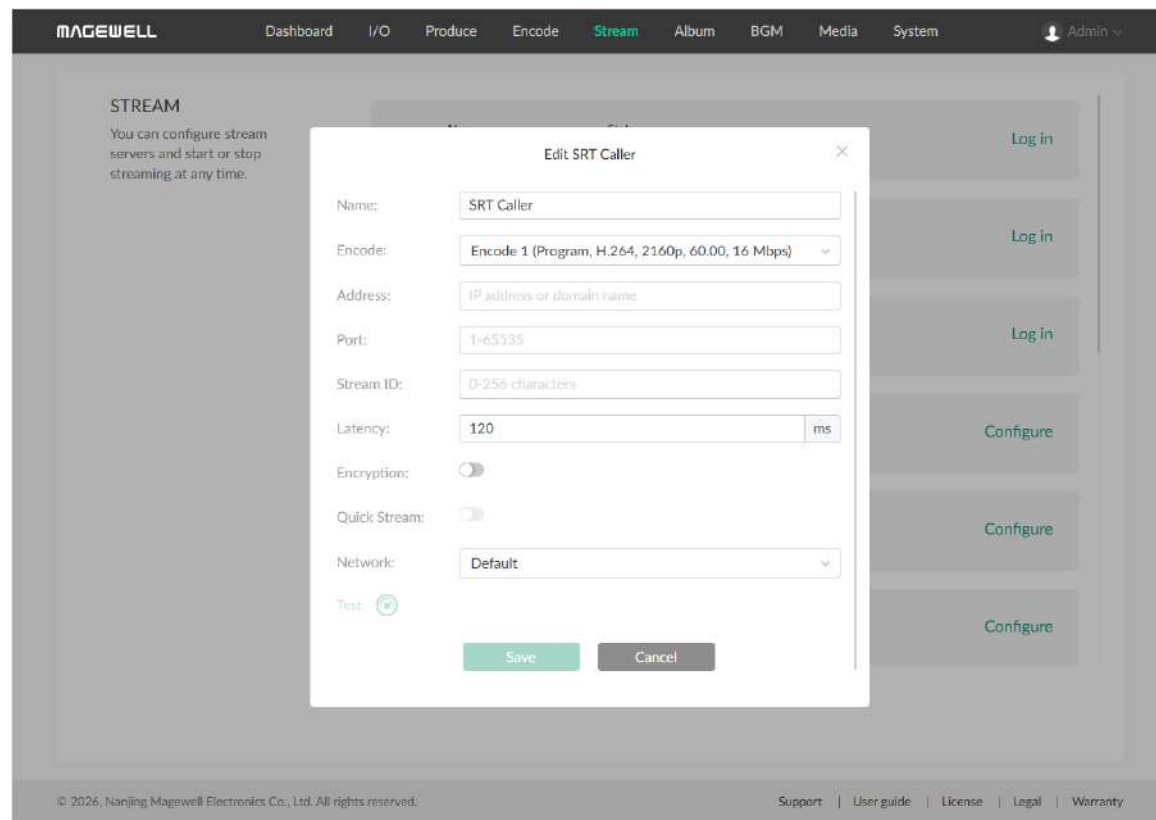 MAGEWELL
Dashboard I/O Produce Encode Stream Album BGM Media System Admin
STREAM
You can configure stream
servers and start or stop
streaming at any time.
Log in
Log in
Log in
Configure
Configure
Configure
Edit SRT Caller
Name: SRT Caller
Encode: Encode 1 (Program, H.264, 2160p, 60.00, 16 Mbps)
Address: IP address or domain name
Port: 1-65535
Stream ID: 0-256 characters
Latency: 120 ms
Encryption:
Quick Stream:
Network: Default
Test
Save Cancel
© 2026, Nanjing Magewell Electronics Co., Ltd. All rights reserved.
Support | User guide | License | Legal | Warranty